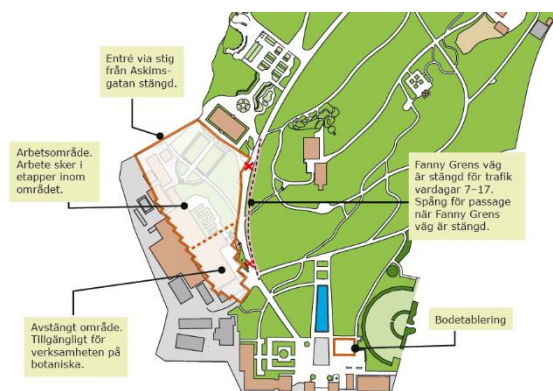 Entré via stig
från Askims-
gatan stängd.
Arbetsområde.
Arbete sker i
etapper inom
området.
Avstängt område.
Tillgängligt för
verksamheten på
botaniska.
Fanny Grens väg
är stängd för trafik
vardagar 7–17.
Spång för passage
när Fanny Grens
väg är stängd.
Bodetablering